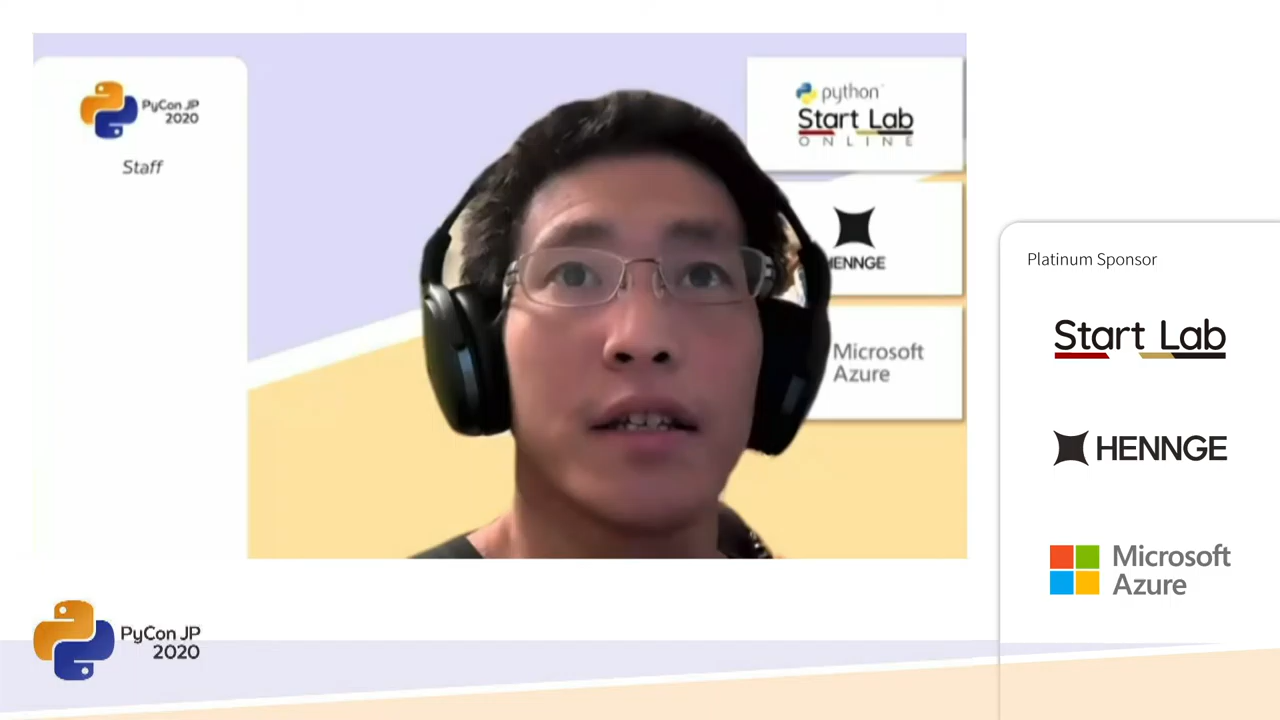 PyCon JP
2020
Staff
python
Start Lab
ONLINE
HENNGE
Microsoft
Azure
Platinum Sponsor
Start Lab
HENNGE
Microsoft
Azure
PyCon JP
2020